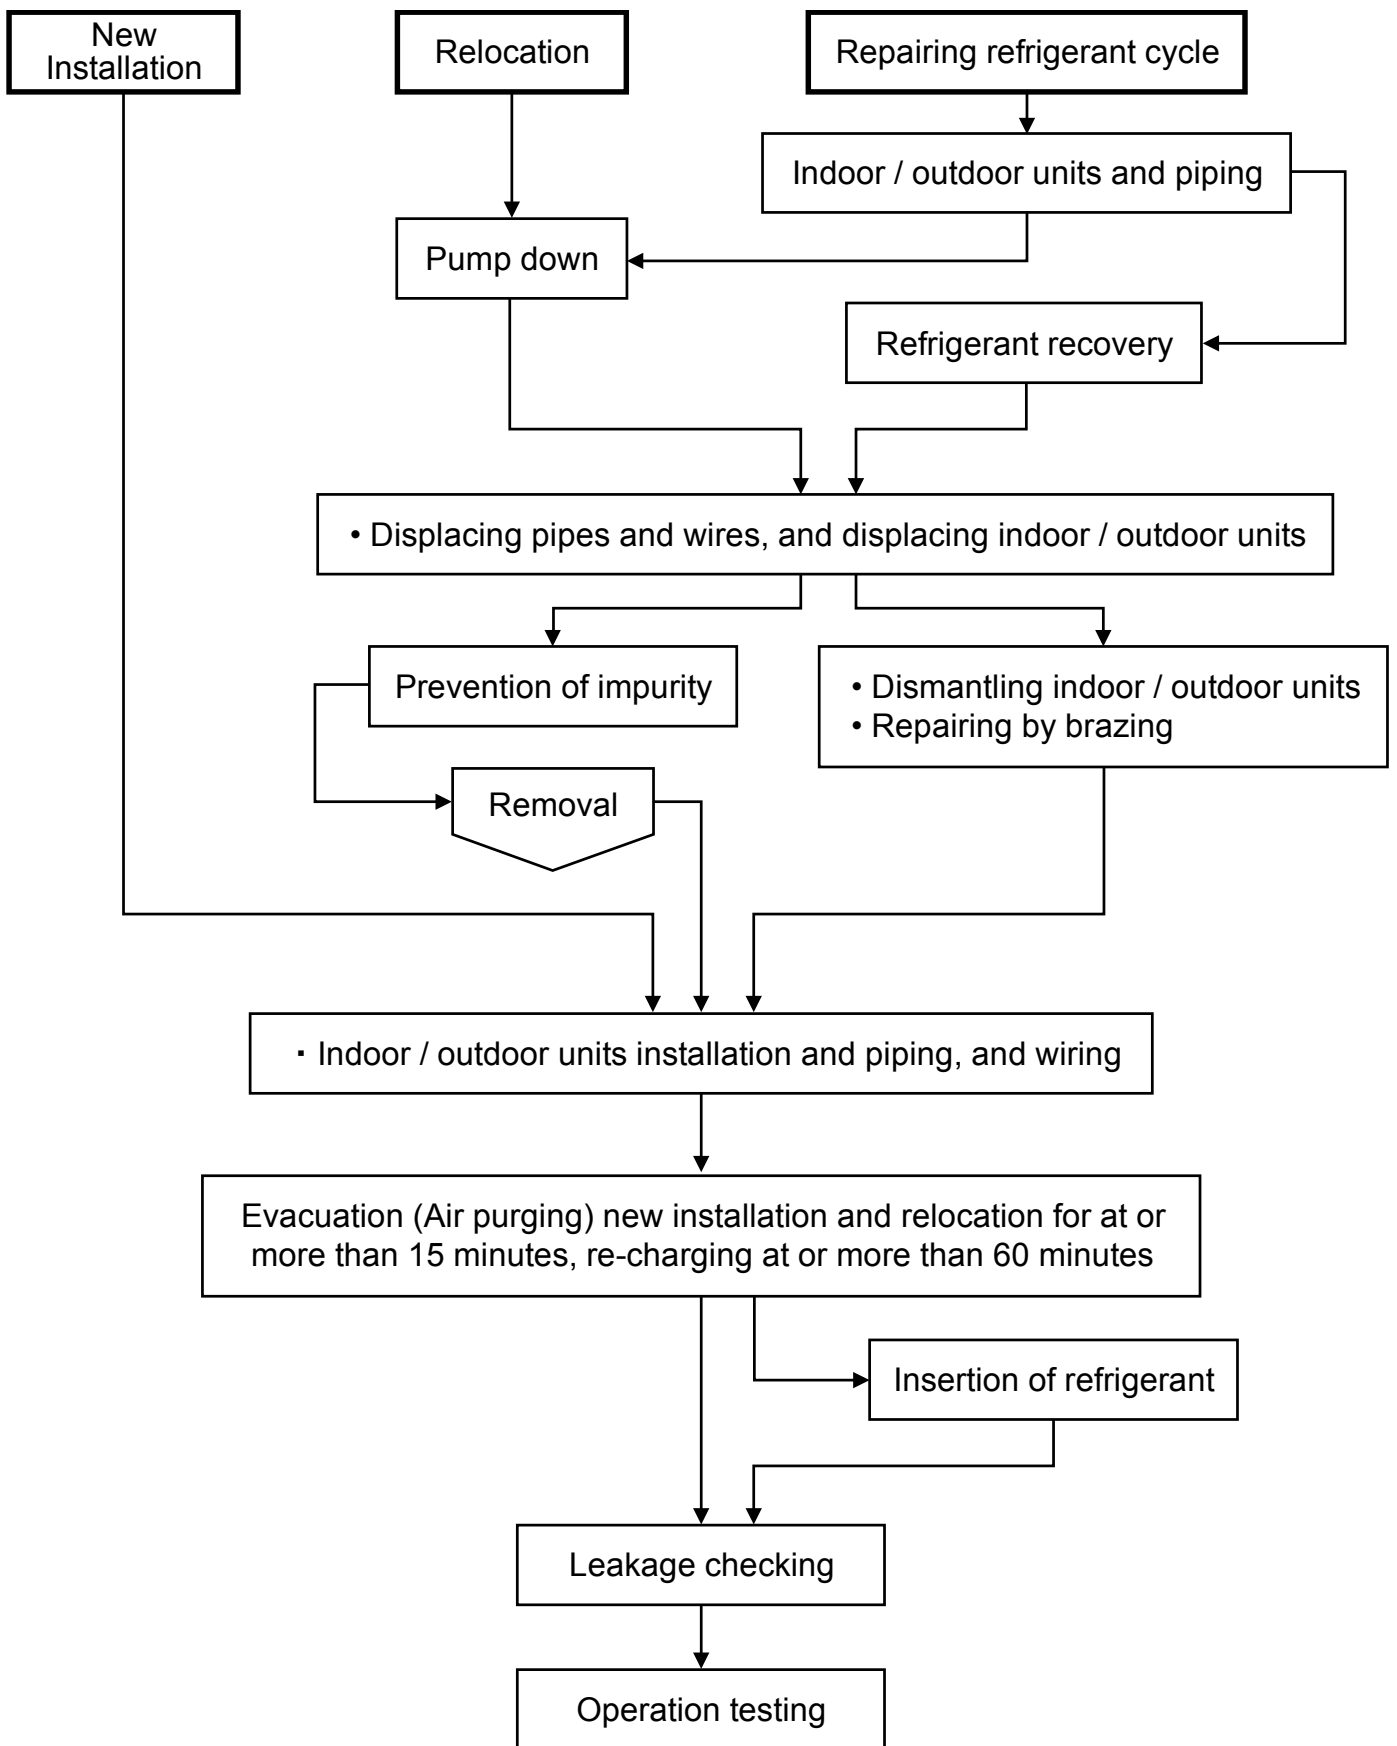 New
Installation
Relocation
Repairing refrigerant cycle
Indoor / outdoor units and piping
Pump down
Refrigerant recovery
• Displacing pipes and wires, and displacing indoor / outdoor units
Prevention of impurity
• Dismantling indoor / outdoor units
• Repairing by brazing
Removal
・Indoor / outdoor units installation and piping, and wiring
Evacuation (Air purging) new installation and relocation for at or
more than 15 minutes, re-charging at or more than 60 minutes
Insertion of refrigerant
Leakage checking
Operation testing